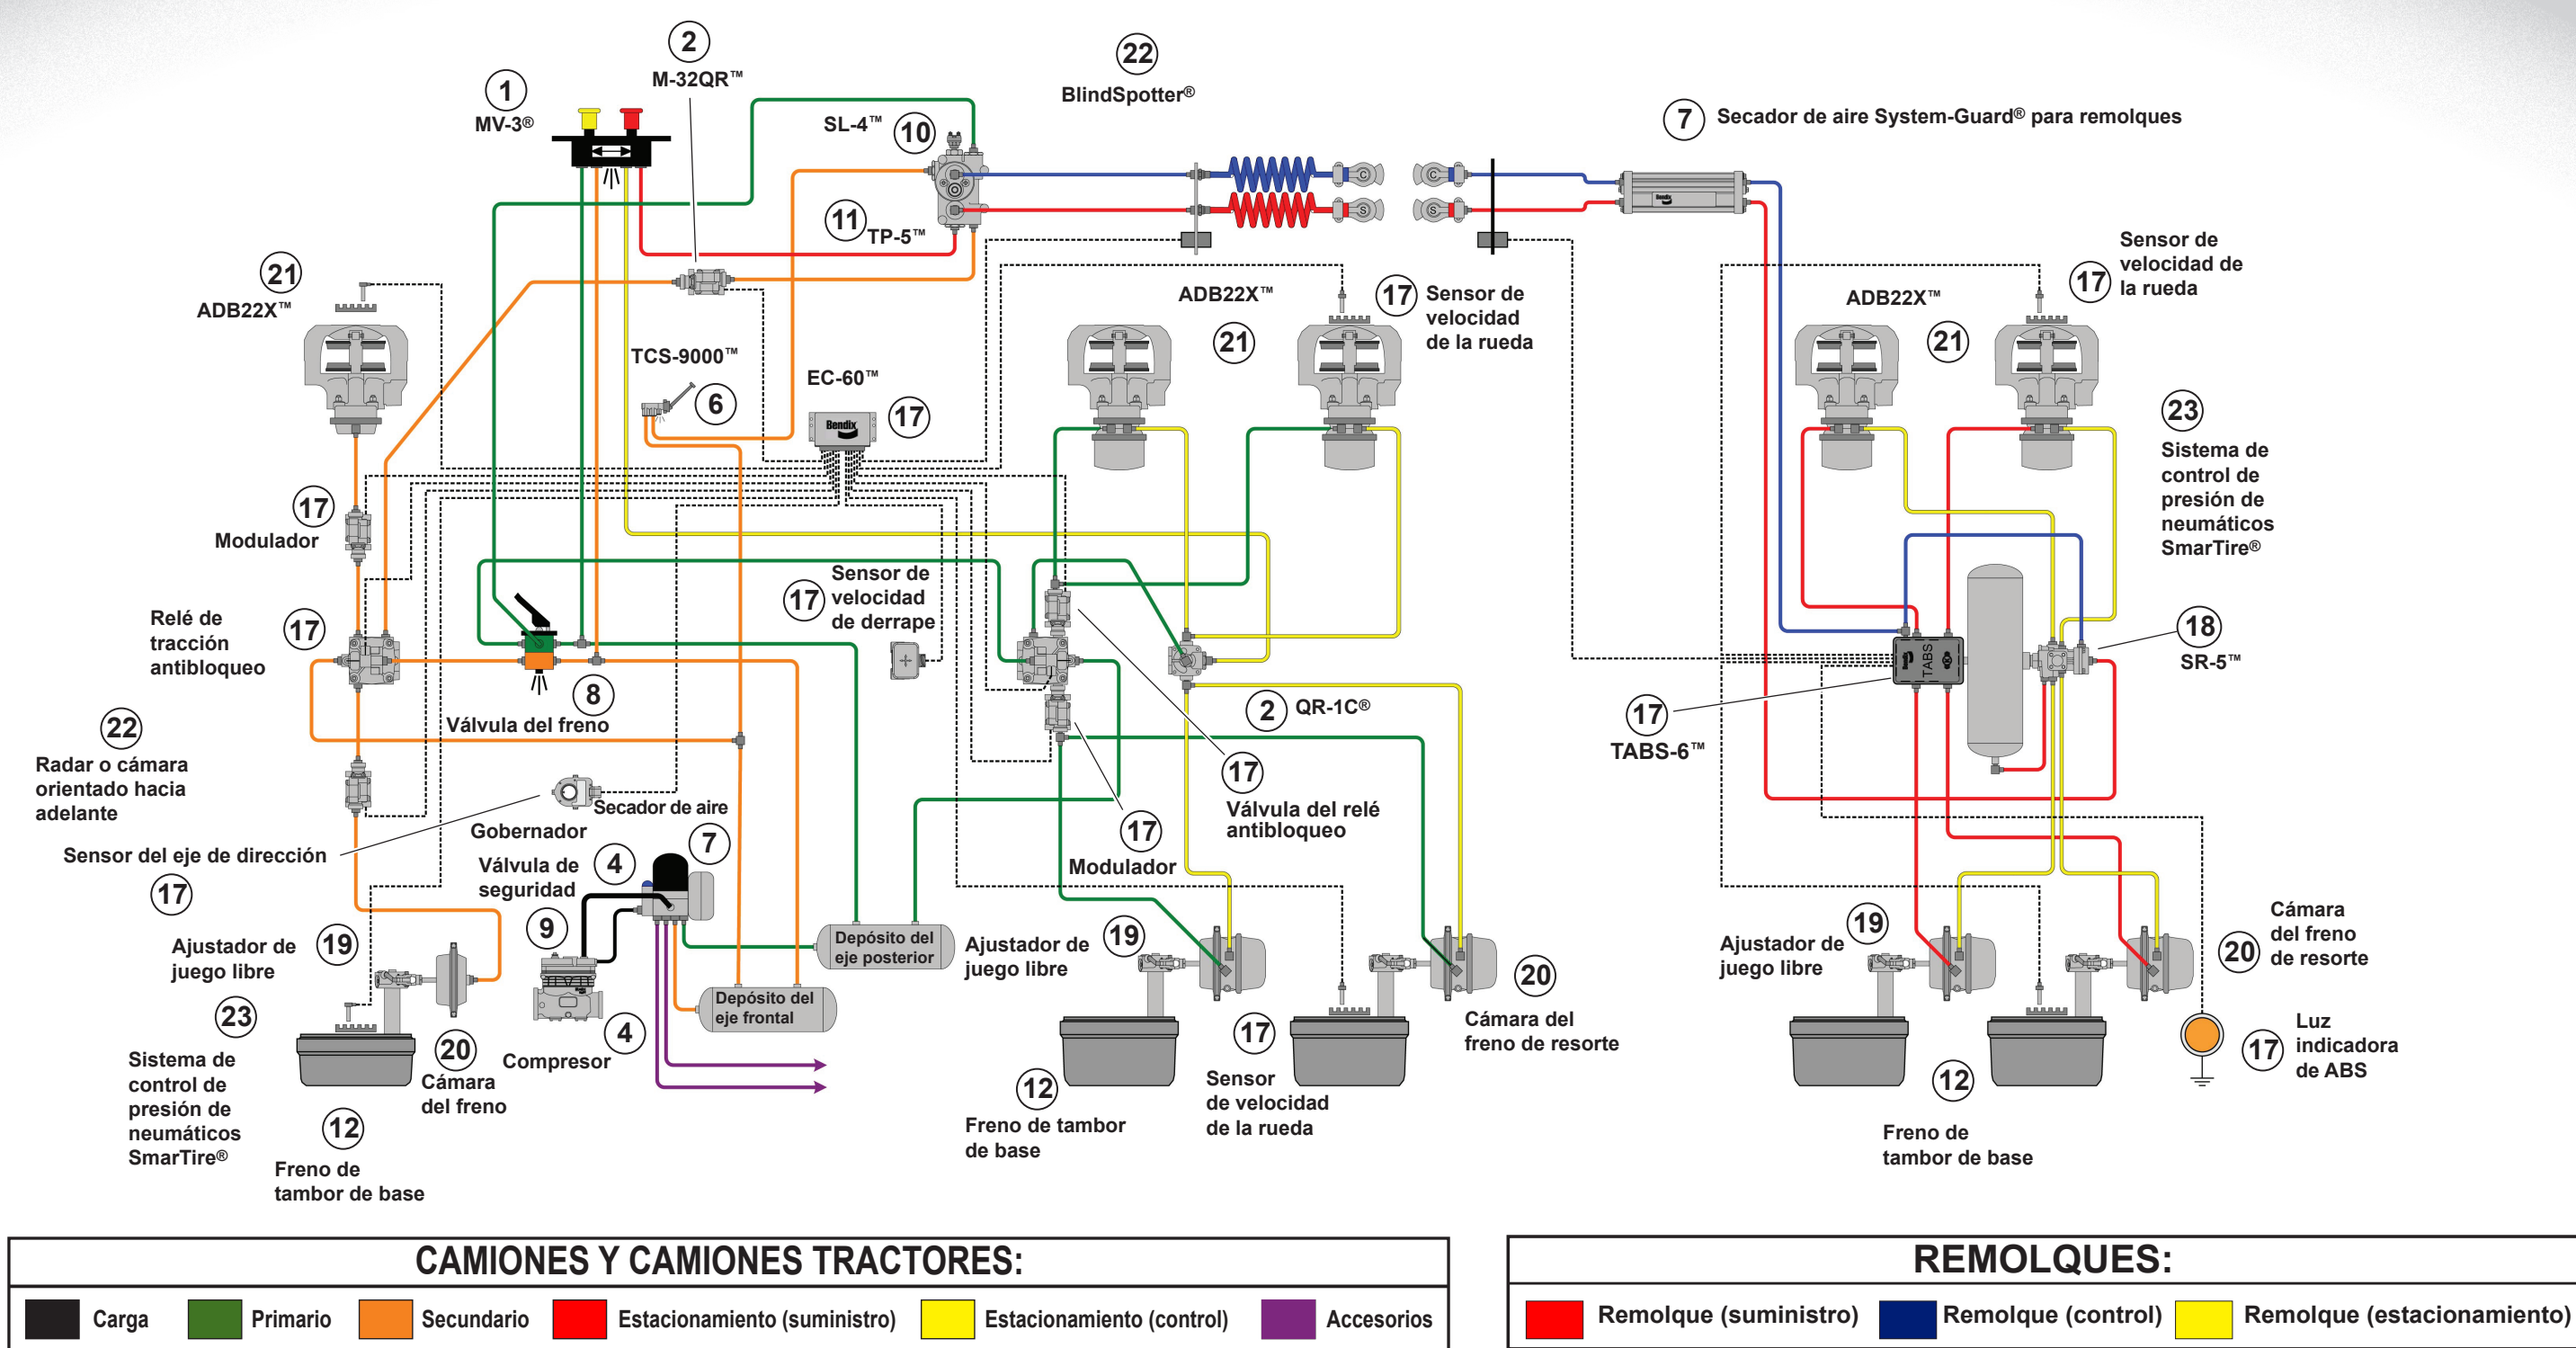 2
M-32QR™
22
BlindSpotter®
1
MV-3®
SL-4™
10
7
Secador de aire System-Guard® para remolques
C
C
S
S
Bendix
11
TP-5™
21
ADB22X™
ADB22X™
21
17
Sensor de
velocidad
de la rueda
ADB22X™
21
Sensor de
velocidad de
la rueda
17
TCS-9000™
6
EC-60™
17
Bendix
23
Sistema de
control de
presión de
neumáticos
SmarTire®
17
Modulador
Relé de
tracción
antibloqueo
17
17
Sensor de
velocidad
de derrape
8
Válvula del freno
2
QR-1C®
18
SR-5™
TABS
17
TABS-6™
22
Radar o cámara
orientado hacia
adelante
Sensor del eje de dirección
17
Secador de aire
Gobernador
7
Válvula de
seguridad
4
9
17
Válvula del relé
antibloqueo
17
Modulador
Ajustador de
juego libre
19
Depósito del
eje posterior
Depósito del
eje frontal
Compresor
4
Ajustador de
juego libre
19
20
Cámara del
freno de resorte
Ajustador de
juego libre
19
Cámara
del freno
de resorte
20
23
Sistema de
control de
presión de
neumáticos
SmarTire®
20
Cámara
del freno
12
Freno de
tambor de base
12
Freno de tambor
de base
17
Sensor
de velocidad
de la rueda
12
Freno de
tambor de base
17
Luz
indicadora
de ABS
CAMIONES Y CAMIONES TRACTORES:
Carga
Primario
Secundario
Estacionamiento (suministro)
Estacionamiento (control)
Accesorios
REMOLQUES:
Remolque (suministro)
Remolque (control)
Remolque (estacionamiento)